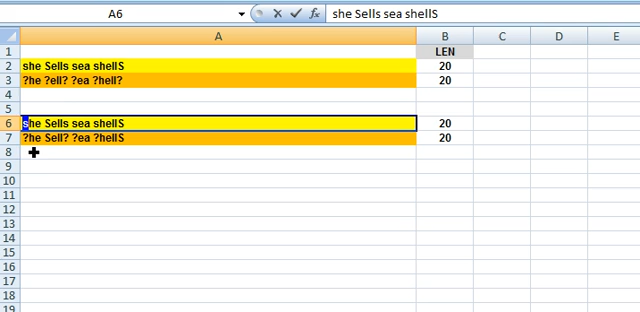 A6 fx she Sells sea shellS
A B C D E
1 LEN
2 she Sells sea shellS 20
3 ?he ?ell? ?ea ?hell? 20
4
5
6 she Sells sea shellS 20
7 ?he Sell? ?ea ?hellS 20
8
9
10
11
12
13
14
15
16
17
18
19